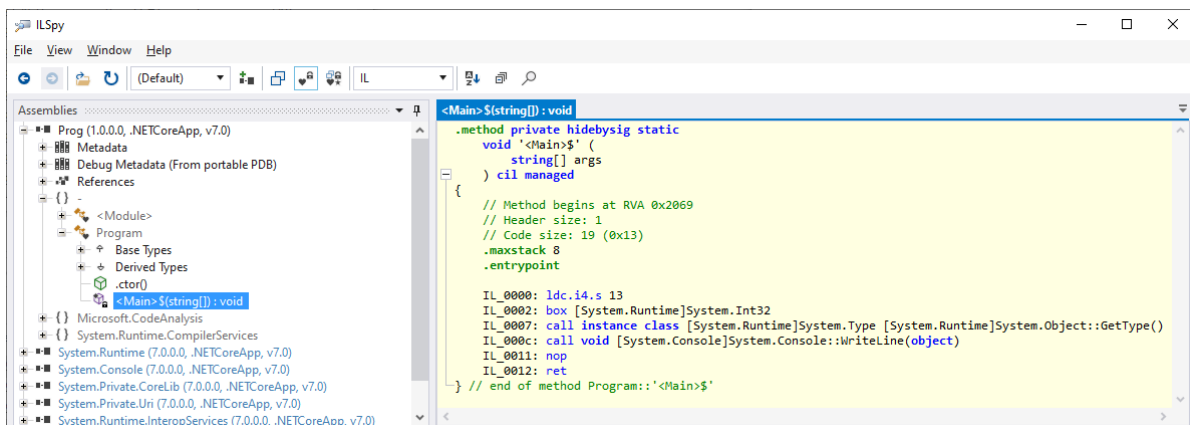 ILSpy
File View Window Help
(Default) IL
Assemblies
Prog (1.0.0.0, .NETCoreApp, v7.0)
Metadata
Debug Metadata (From portable PDB)
References
{ } -
<Module>
Program
Base Types
Derived Types
.ctor()
<Main>$(string[]) : void
{ } Microsoft.CodeAnalysis
{ } System.Runtime.CompilerServices
System.Runtime (7.0.0.0, .NETCoreApp, v7.0)
System.Console (7.0.0.0, .NETCoreApp, v7.0)
System.Private.CoreLib (7.0.0.0, .NETCoreApp, v7.0)
System.Private.Uri (7.0.0.0, .NETCoreApp, v7.0)
System.Runtime.InteropServices (7.0.0.0, .NETCoreApp, v7.0)
<Main>$(string[]) : void
.method private hidebysig static
void '<Main>$' (
string[] args
) cil managed
{
// Method begins at RVA 0x2069
// Header size: 1
// Code size: 19 (0x13)
.maxstack 8
.entrypoint
IL_0000: ldc.i4.s 13
IL_0002: box [System.Runtime]System.Int32
IL_0007: call instance class [System.Runtime]System.Type [System.Runtime]System.Object::GetType()
IL_000c: call void [System.Console]System.Console::WriteLine(object)
IL_0011: nop
IL_0012: ret
} // end of method Program::'<Main>$'